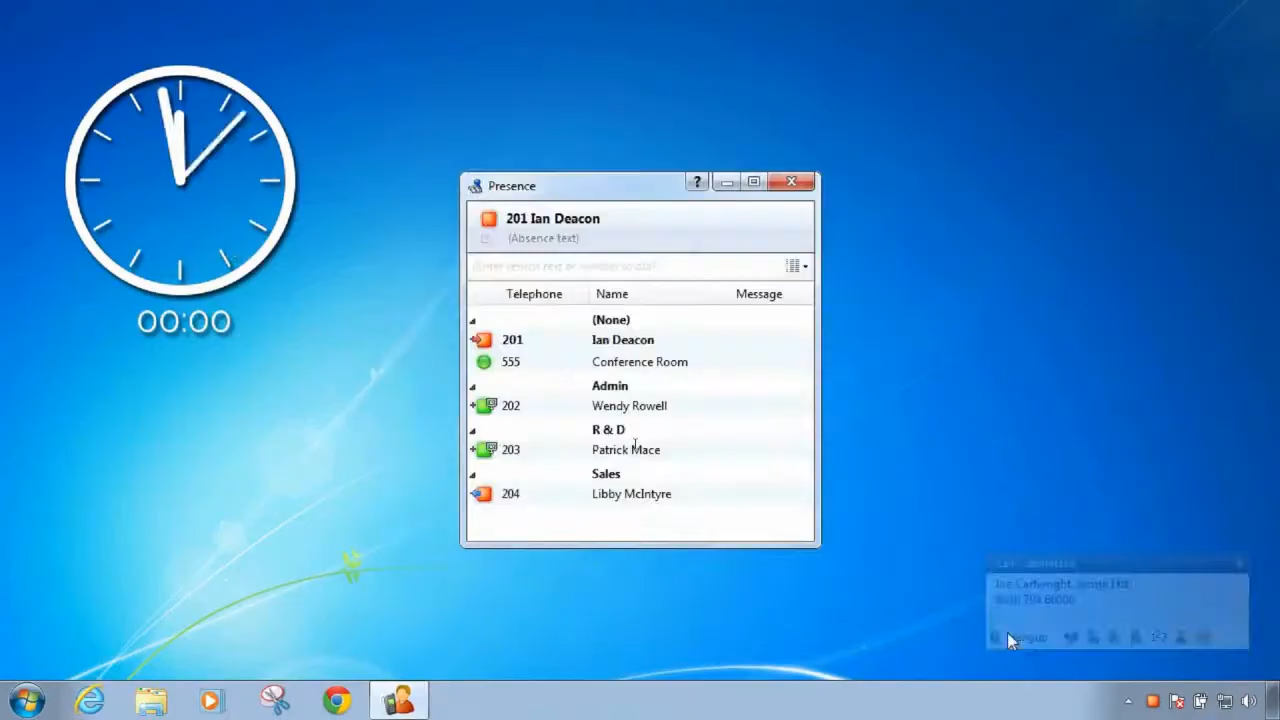 00:00
Presence
?
201 Ian Deacon
(Absence text)
Telephone Name Message
(None)
201 Ian Deacon
555 Conference Room
Admin
202 Wendy Rowell
R & D
203 Patrick Mace
Sales
204 Libby McIntyre